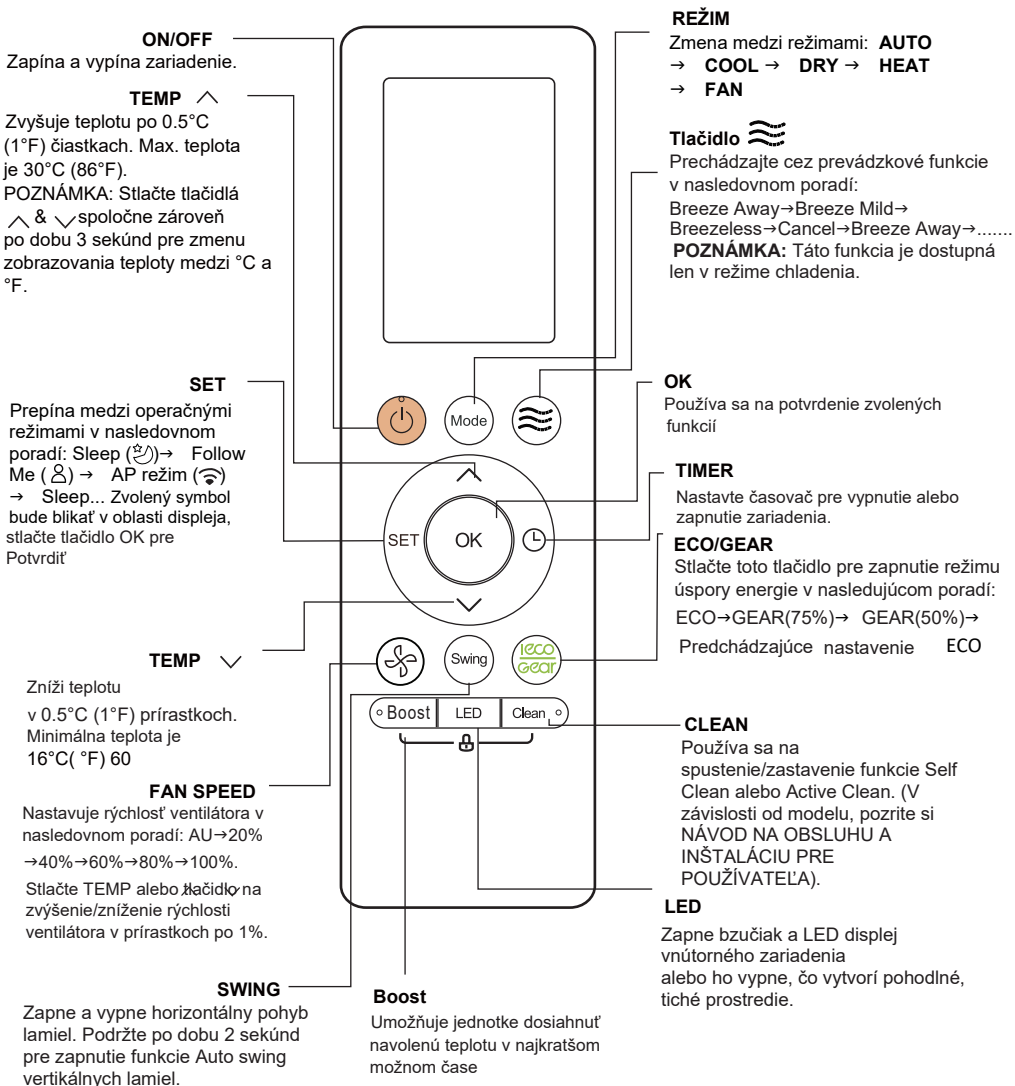 ON/OFF
Zapína a vypína zariadenie.
TEMP
Zvyšuje teplotu po 0.5°C
(1°F) čiastkach. Max. teplota
je 30°C (86°F).
POZNÁMKA: Stlačte tlačidlá
& spoločne zároveň
po dobu 3 sekúnd pre zmenu
zobrazovania teploty medzi °C a
°F.
SET
Prepína medzi operačnými
režimami v nasledovnom
poradí: Sleep ( )→ Follow
Me ( ) → AP režim ( )
→ Sleep... Zvolený symbol
bude blikať v oblasti displeja,
stlačte tlačidlo OK pre
Potvrdiť
TEMP
Zníži teplotu
v 0.5°C (1°F) prírastkoch.
Minimálna teplota je
16°C( °F) 60
FAN SPEED
Nastavuje rýchlosť ventilátora v
nasledovnom poradí: AU→20%
→40%→60%→80%→100%.
Stlačte TEMP alebo tlačidlo na
zvýšenie/zníženie rýchlosti
ventilátora v prírastkoch po 1%.
SWING
Zapne a vypne horizontálny pohyb
lamiel. Podržte po dobu 2 sekúnd
pre zapnutie funkcie Auto swing
vertikálnych lamiel.
Mode
SET
OK
Swing
ieco
Gear
Boost
LED
Clean
Boost
Umožňuje jednotke dosiahnuť
navolenú teplotu v najkratšom
možnom čase
REŽIM
Zmena medzi režimami: AUTO
→ COOL → DRY → HEAT
→ FAN
Tlačidlo
Prechádzajte cez prevádzkové funkcie
v nasledovnom poradí:
Breeze Away→Breeze Mild→
Breezeless→Cancel→Breeze Away→.......
POZNÁMKA: Táto funkcia je dostupná
len v režime chladenia.
OK
Používa sa na potvrdenie zvolených
funkcií
TIMER
Nastavte časovač pre vypnutie alebo
zapnutie zariadenia.
ECO/GEAR
Stlačte toto tlačidlo pre zapnutie režimu
úspory energie v nasledujúcom poradí:
ECO→GEAR(75%)→ GEAR(50%)→
Predchádzajúce nastavenie ECO
CLEAN
Používa sa na
spustenie/zastavenie funkcie Self
Clean alebo Active Clean. (V
závislosti od modelu, pozrite si
NÁVOD NA OBSLUHU A
INŠTALÁCIU PRE
POUŽÍVATEĽA).
LED
Zapne bzučiak a LED displej
vnútorného zariadenia
alebo ho vypne, čo vytvorí pohodlné,
tiché prostredie.